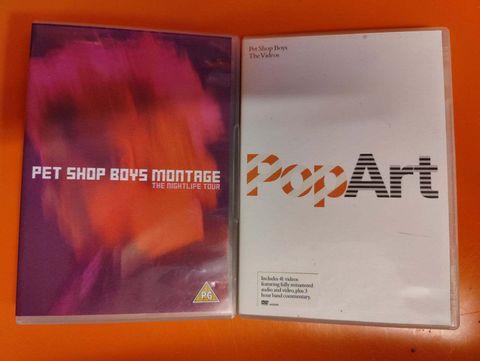 PET SHOP BOYS MONTAGE
THE NIGHTLIFE TOUR
PG
Pet Shop Boys
The Videos
PopArt
Includes 41 videos
featuring fully remastered
audio and video, plus 3
hour band commentary.